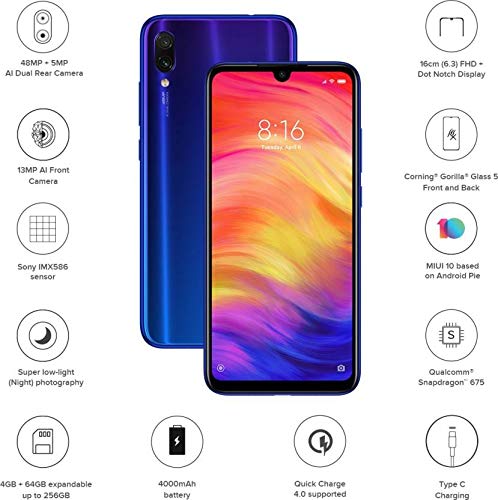 48MP + 5MP
AI Dual Rear Camera
16cm (6.3) FHD +
Dot Notch Display
8:16
Tuesday, April 6
13MP AI Front
Camera
Corning® Gorilla® Glass 5
Front and Back
Sony IMX586
sensor
10
MIUI 10 based
on Android Pie
Super low-light
(Night) photography
S
Qualcomm®
Snapdragon™ 675
4GB + 64GB expandable
up to 256GB
4000mAh
battery
Quick Charge
4.0 supported
Type C
Charging